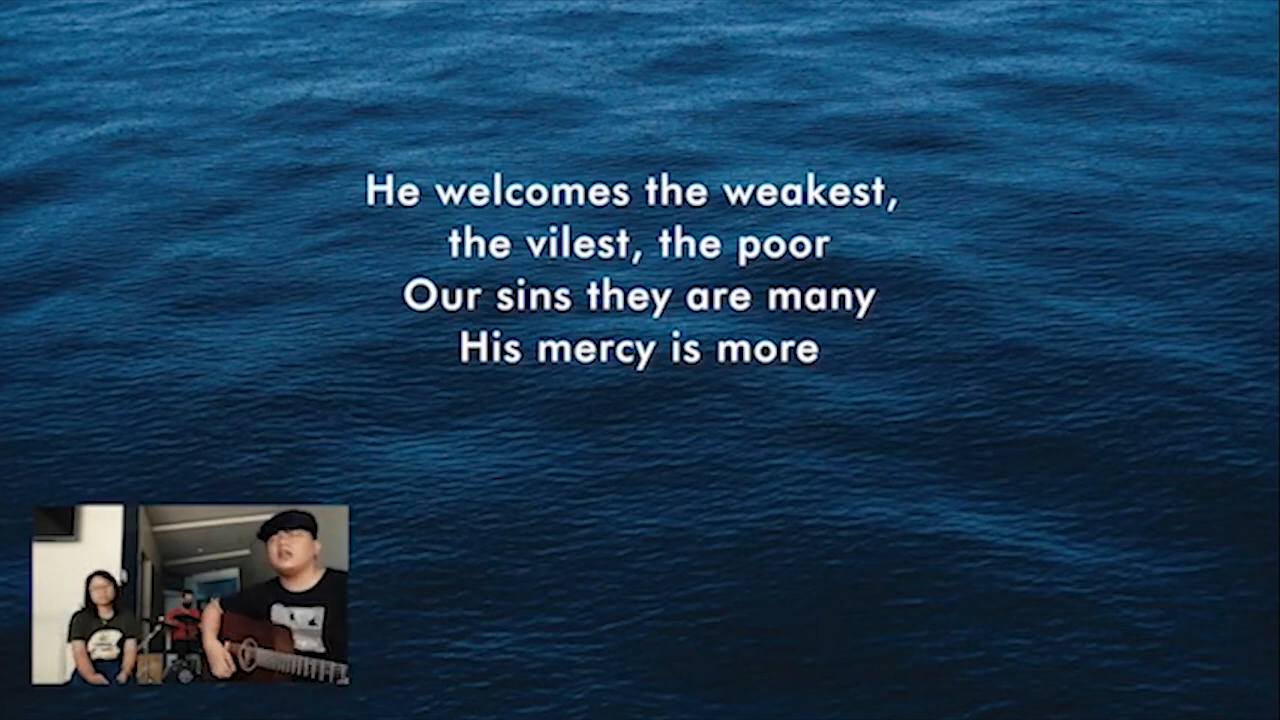 He welcomes the weakest,
the vilest, the poor
Our sins they are many
His mercy is more